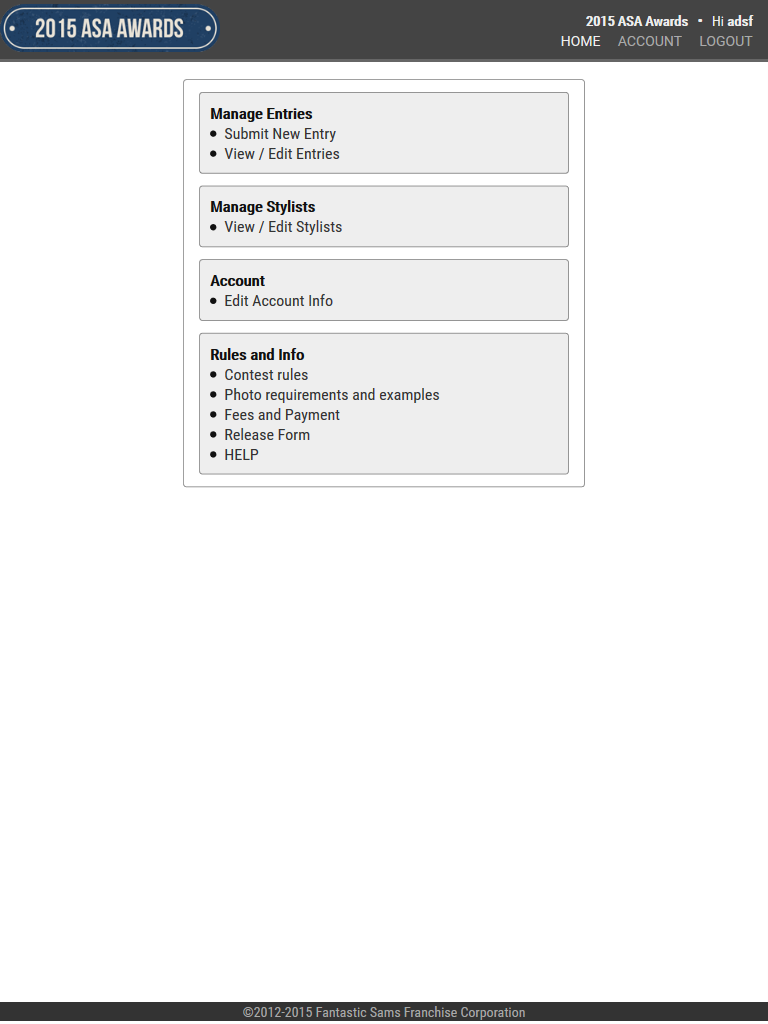 2015 ASA AWARDS
2015 ASA Awards • Hi adsf
HOME ACCOUNT LOGOUT
Manage Entries
• Submit New Entry
• View / Edit Entries
Manage Stylists
• View / Edit Stylists
Account
• Edit Account Info
Rules and Info
• Contest rules
• Photo requirements and examples
• Fees and Payment
• Release Form
• HELP
©2012-2015 Fantastic Sams Franchise Corporation